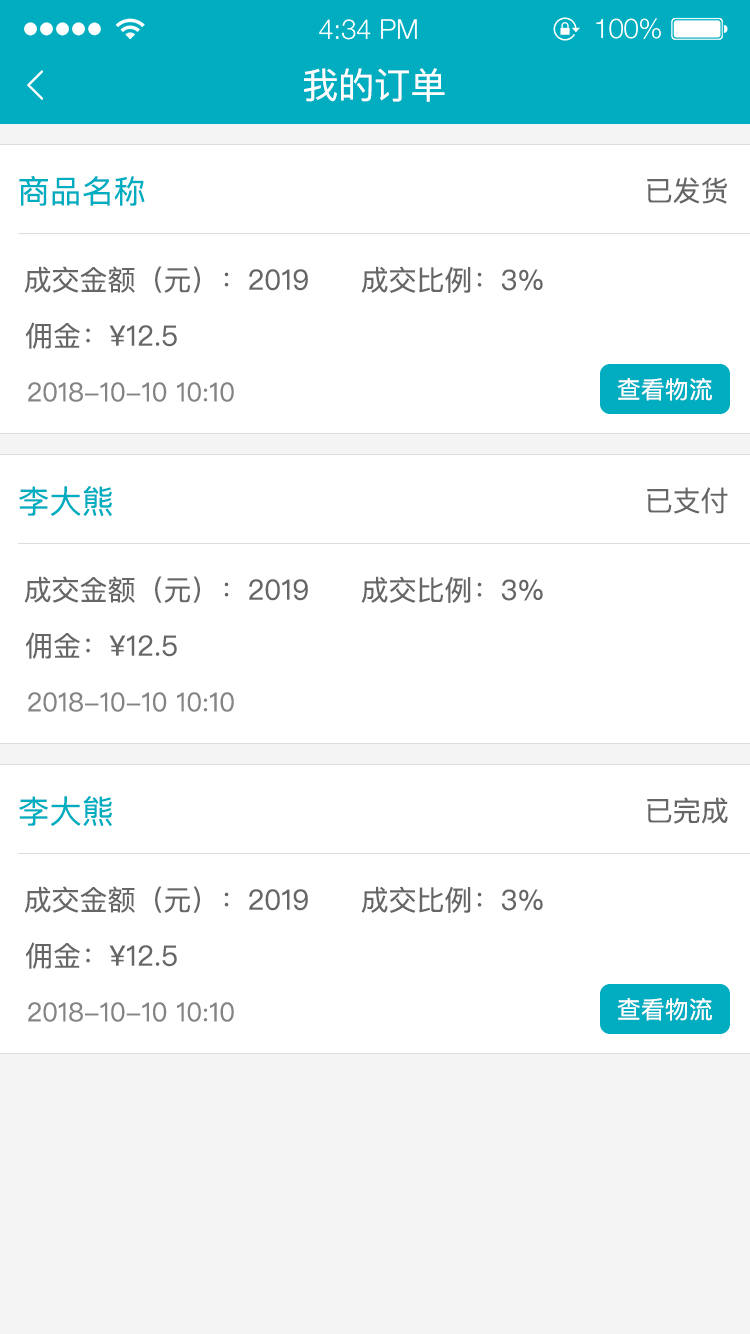 4:34 PM 100%
我的订单
商品名称 已发货
成交金额（元）：2019 成交比例：3%
佣金：¥12.5
2018-10-10 10:10 查看物流
李大熊 已支付
成交金额（元）：2019 成交比例：3%
佣金：¥12.5
2018-10-10 10:10
李大熊 已完成
成交金额（元）：2019 成交比例：3%
佣金：¥12.5
2018-10-10 10:10 查看物流